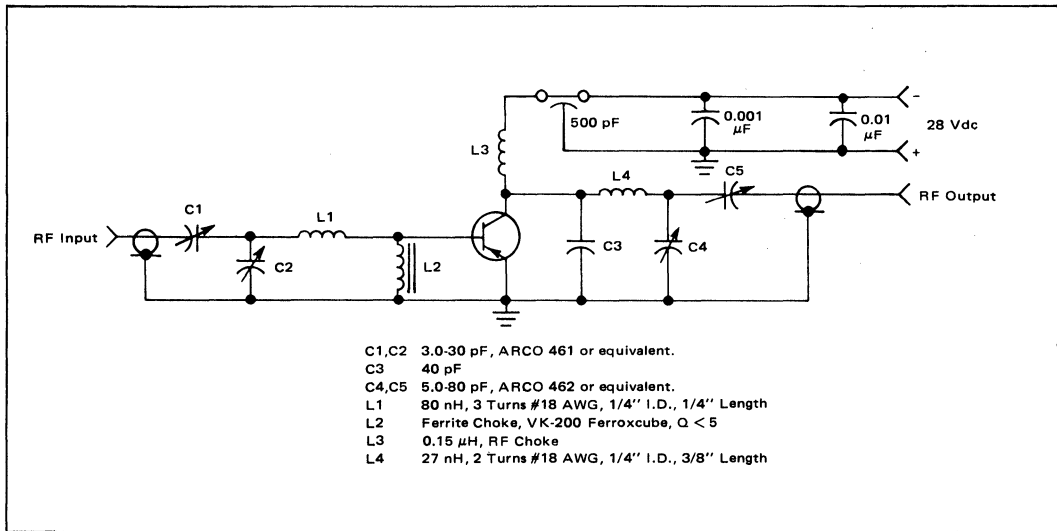 500 pF
0.001 μF
0.01 μF
-
28 Vdc
+
L3
L4
C5
RF Output
C1
L1
RF Input
C2
L2
C3
C4
C1,C2 3.0-30 pF, ARCO 461 or equivalent.
C3 40 pF
C4,C5 5.0-80 pF, ARCO 462 or equivalent.
L1 80 nH, 3 Turns #18 AWG, 1/4'' I.D., 1/4'' Length
L2 Ferrite Choke, VK-200 Ferroxcube, Q < 5
L3 0.15 μH, RF Choke
L4 27 nH, 2 Turns #18 AWG, 1/4'' I.D., 3/8'' Length